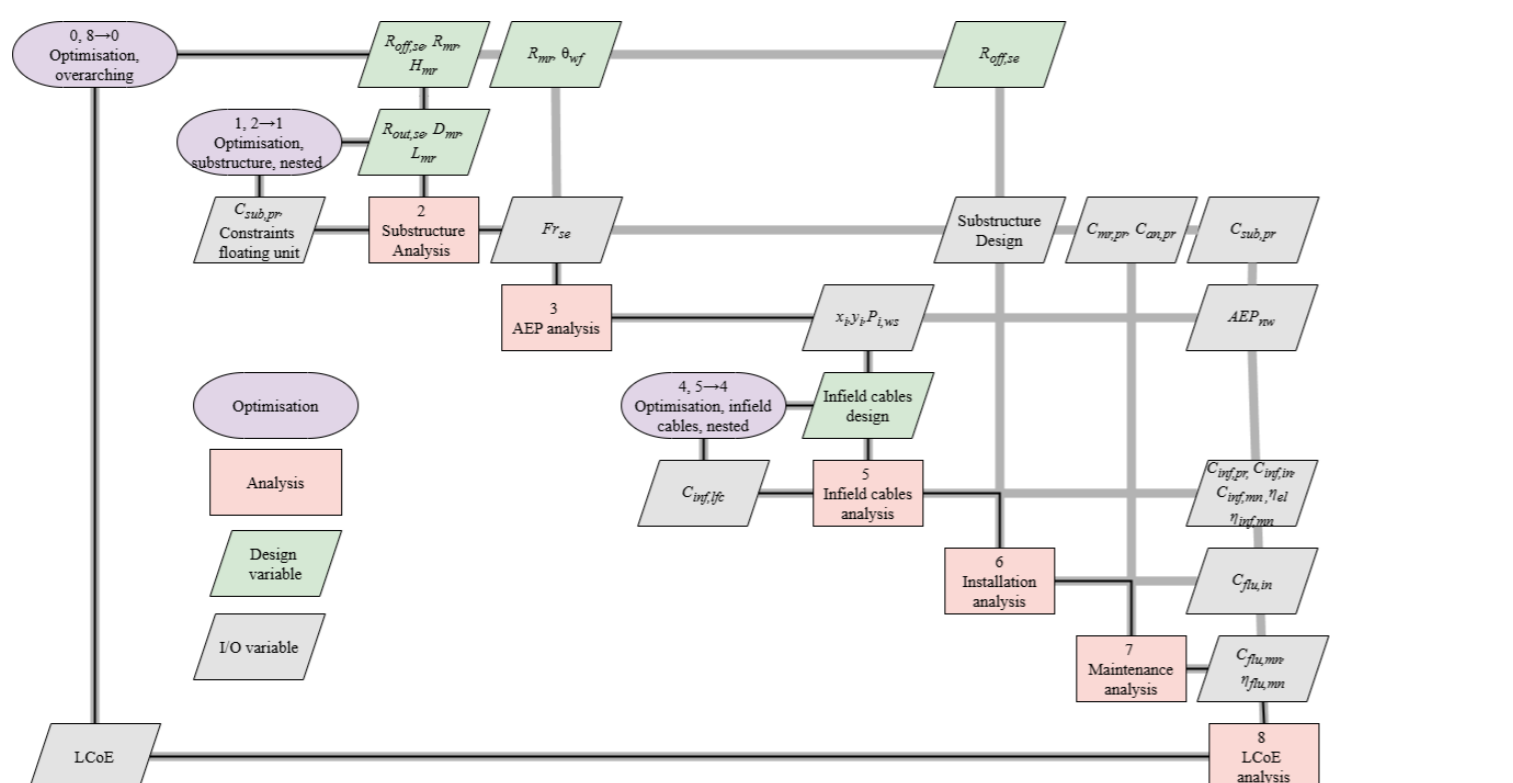 0, 8→0
Optimisation,
overarching
R_off,se, R_mr,
H_mr
R_mr, θ_wf
R_off,se
1, 2→1
Optimisation,
substructure, nested
R_out,se, D_mr,
L_mr
C_sub,pr,
Constraints
floating unit
2
Substructure
Analysis
Fr_se
Substructure
Design
C_mr,pr, C_an,pr
C_sub,pr
3
AEP analysis
x_i,y_i,P_i,ws
AEP_nw
Optimisation
4, 5→4
Optimisation, infield
cables, nested
Infield cables
design
Analysis
C_inf,lfc
5
Infield cables
analysis
C_inf,pr, C_inf,in,
C_inf,mn ,η_el
η_inf,mn
Design
variable
6
Installation
analysis
C_flu,in
I/O variable
7
Maintenance
analysis
C_flu,mn,
η_flu,mn
LCoE
8
LCoE
analysis